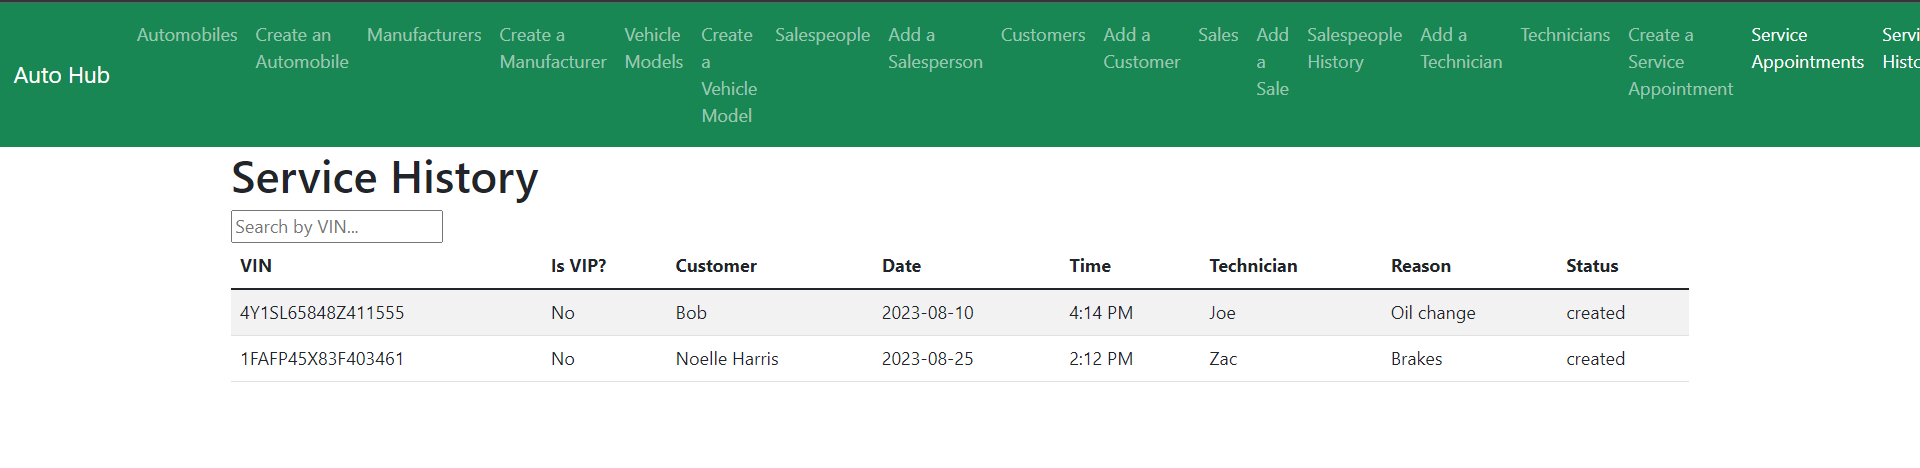 Auto Hub
Automobiles
Create an
Automobile
Manufacturers
Create a
Manufacturer
Vehicle
Models
Create
a
Vehicle
Model
Salespeople
Add a
Salesperson
Customers
Add a
Customer
Sales
Add
a
Sale
Salespeople
History
Add a
Technician
Technicians
Create a
Service
Appointment
Service
Appointments
Servi
Histo
Service History
Search by VIN...
VIN Is VIP? Customer Date Time Technician Reason Status
4Y1SL65848Z411555 No Bob 2023-08-10 4:14 PM Joe Oil change created
1FAFP45X83F403461 No Noelle Harris 2023-08-25 2:12 PM Zac Brakes created